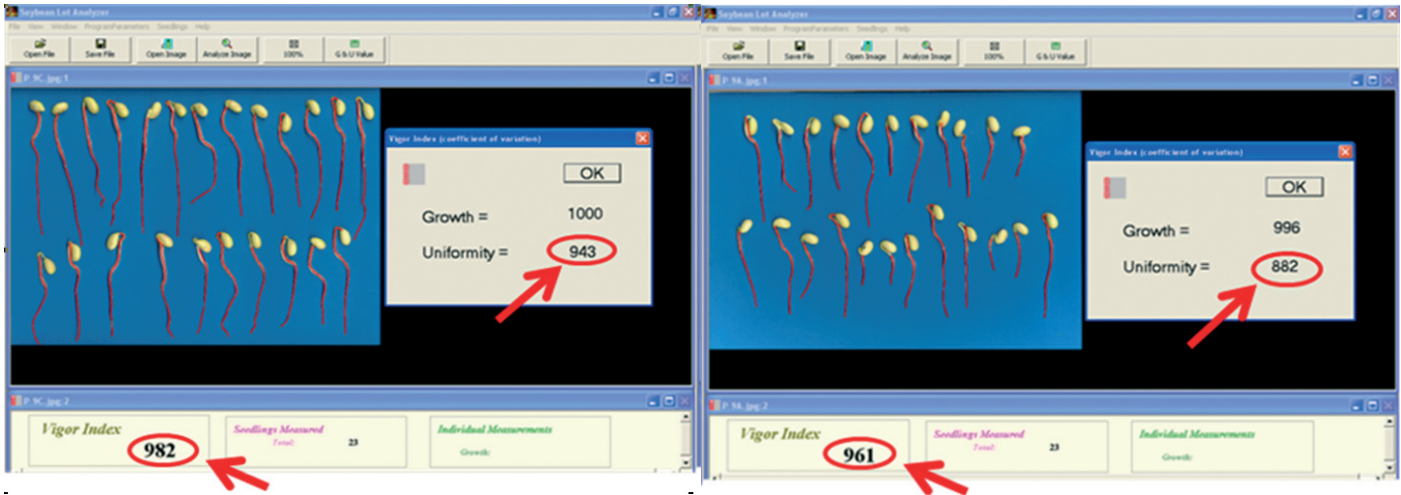 Soybean Lot Analyzer
File View Window ProgramParameters Seedlings Help
Open File Save File Open Image Analyze Image 100% G & U Value
P_9C.jpg:1
Vigor Index (coefficient of variation)
OK
Growth = 1000
Uniformity = 943
P_9C.jpg:2
Vigor Index
982
Seedlings Measured
Total: 23
Individual Measurements
Growth:
Soybean Lot Analyzer
File View Window ProgramParameters Seedlings Help
Open File Save File Open Image Analyze Image 100% G & U Value
P_9A.jpg:1
Vigor Index (coefficient of variation)
OK
Growth = 996
Uniformity = 882
P_9A.jpg:2
Vigor Index
961
Seedlings Measured
Total: 23
Individual Measurements
Growth: